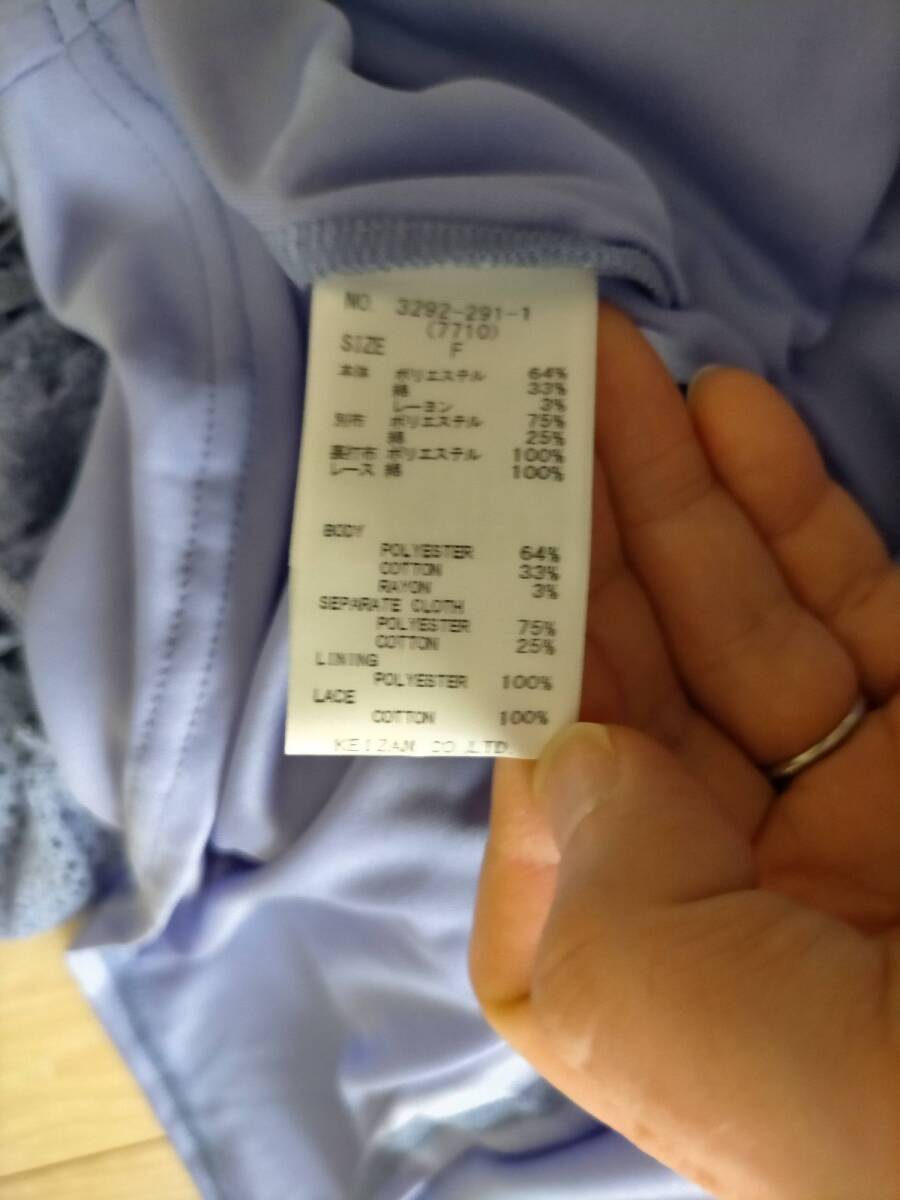 NO. 3292-291-1
(7710)
SIZE F
本体 ポリエステル 64%
綿 33%
レーヨン 3%
別布 ポリエステル 75%
綿 25%
裏打布 ポリエステル 100%
レース 綿 100%
BODY
POLYESTER 64%
COTTON 33%
RAYON 3%
SEPARATE CLOTH
POLYESTER 75%
COTTON 25%
LINING
POLYESTER 100%
LACE
COTTON 100%
KEIZAN CO.,LTD.